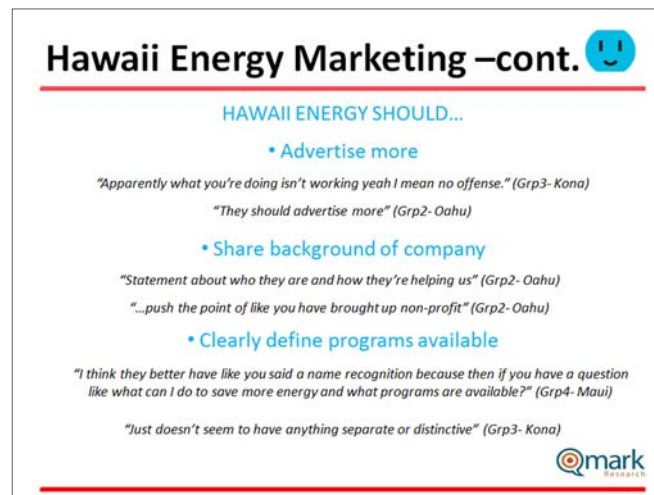 Hawaii Energy Marketing –cont.
HAWAII ENERGY SHOULD…
• Advertise more
“Apparently what you’re doing isn’t working yeah I mean no offense.” (Grp3- Kona)
“They should advertise more” (Grp2- Oahu)
• Share background of company
“Statement about who they are and how they’re helping us” (Grp2- Oahu)
“…push the point of like you have brought up non-profit” (Grp2- Oahu)
• Clearly define programs available
“I think they better have like you said a name recognition because then if you have a question
like what can I do to save more energy and what programs are available?” (Grp4- Maui)
“Just doesn’t seem to have anything separate or distinctive” (Grp3- Kona)
Qmark
Research